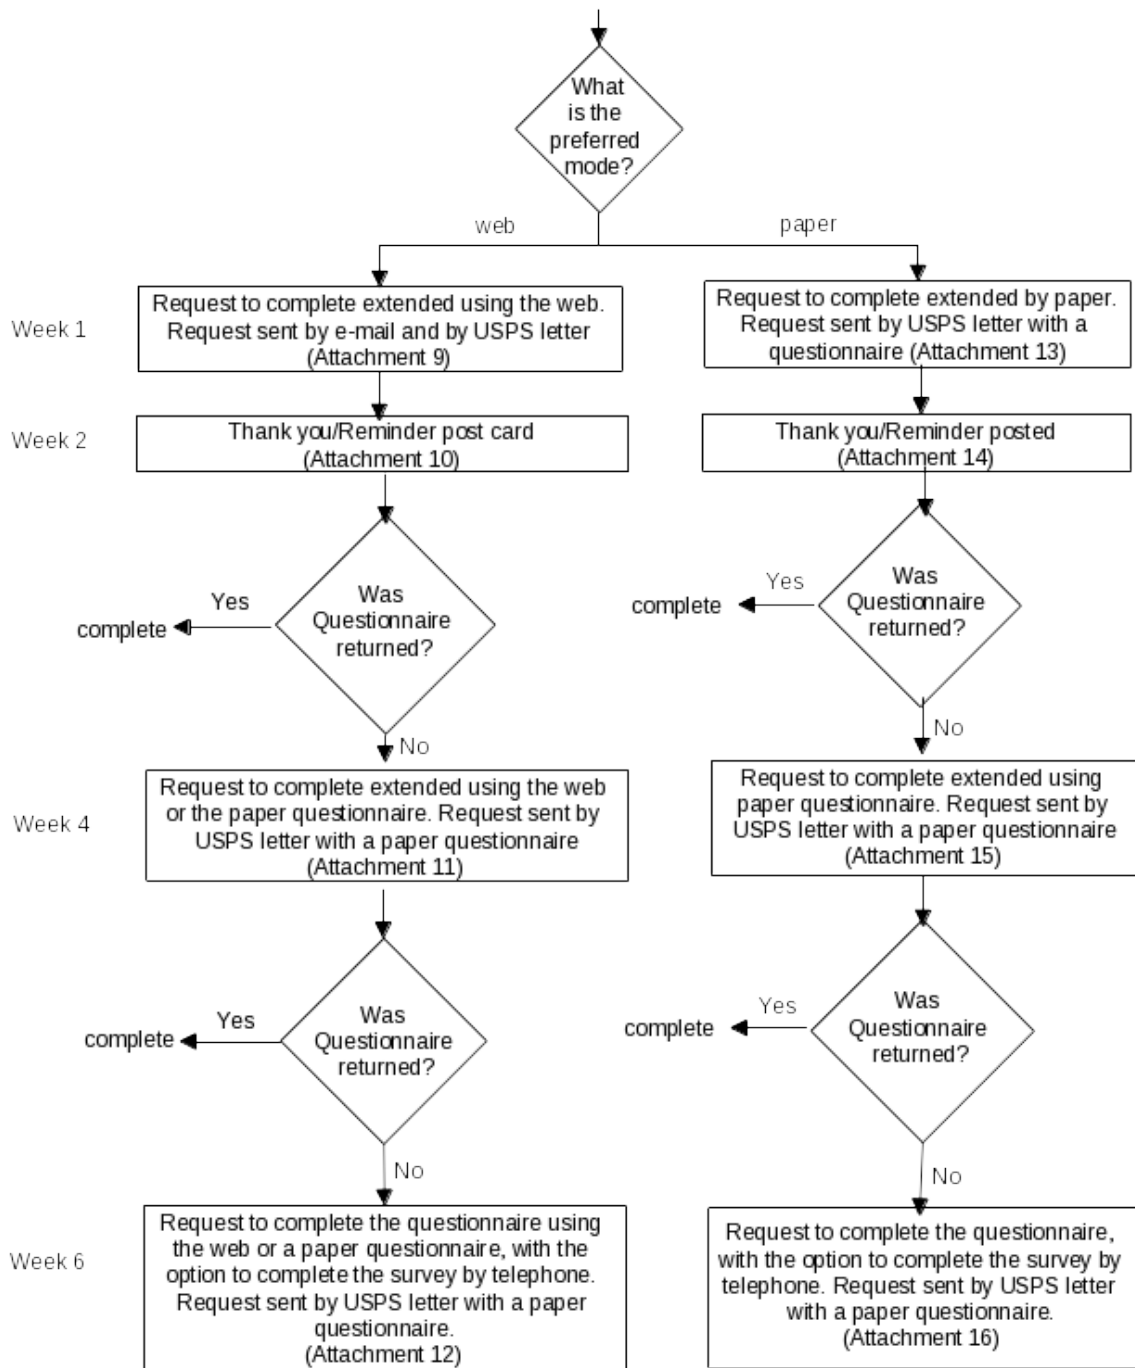 What
is the
preferred
mode?
web
paper
Week 1
Request to complete extended using the web.
Request sent by e-mail and by USPS letter
(Attachment 9)
Request to complete extended by paper.
Request sent by USPS letter with a
questionnaire (Attachment 13)
Week 2
Thank you/Reminder post card
(Attachment 10)
Thank you/Reminder posted
(Attachment 14)
Was
Questionnaire
returned?
Yes
complete
No
Was
Questionnaire
returned?
Yes
complete
No
Week 4
Request to complete extended using the web
or the paper questionnaire. Request sent by
USPS letter with a paper questionnaire
(Attachment 11)
Request to complete extended using
paper questionnaire. Request sent by
USPS letter with a paper questionnaire
(Attachment 15)
Was
Questionnaire
returned?
Yes
complete
No
Was
Questionnaire
returned?
Yes
complete
No
Week 6
Request to complete the questionnaire using
the web or a paper questionnaire, with the
option to complete the survey by telephone.
Request sent by USPS letter with a paper
questionnaire.
(Attachment 12)
Request to complete the questionnaire,
with the option to complete the survey by
telephone. Request sent by USPS letter
with a paper questionnaire.
(Attachment 16)